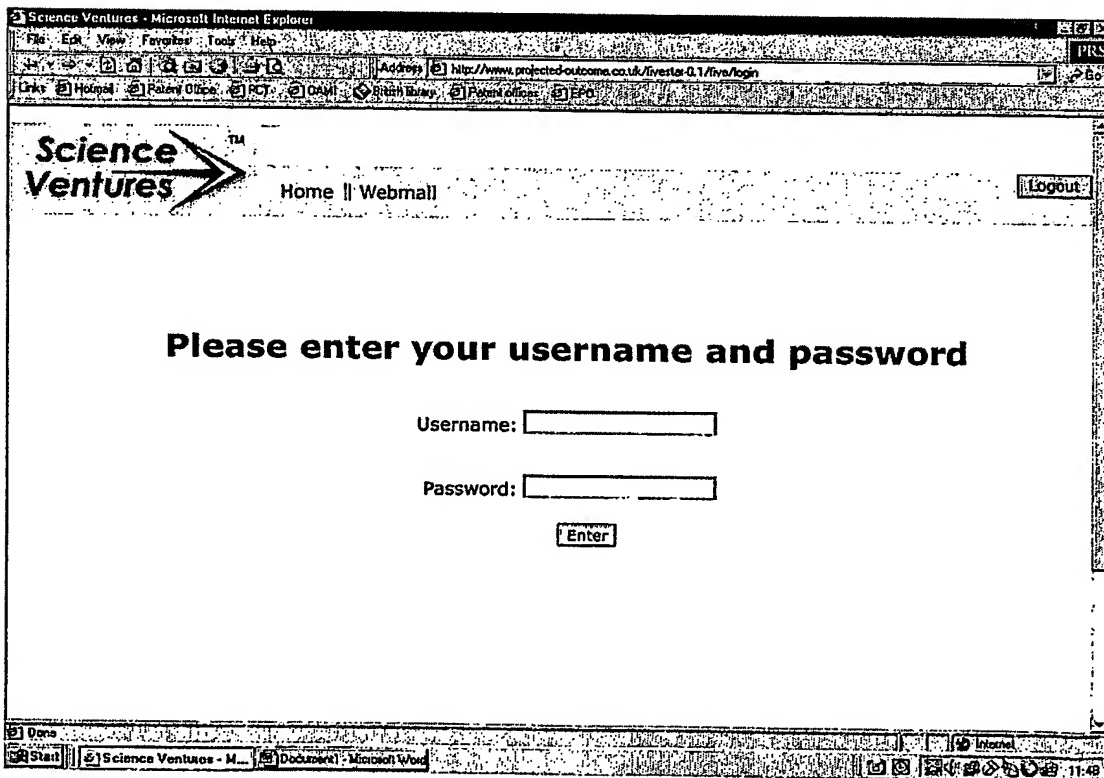 Science Ventures - Microsoft Internet Explorer
File Edit View Favorites Tools Help
Address http://www.projected-outcome.co.uk/fivestar-0.1/five/login Go
Links Hotmail Patent Office PCT OAMI British library Patent offices EPO
Science TM
Ventures
Home || Webmail
Logout
Please enter your username and password
Username:
Password:
Enter
Done Internet
Start Science Ventures - M... Document1 - Microsoft Word 11:48